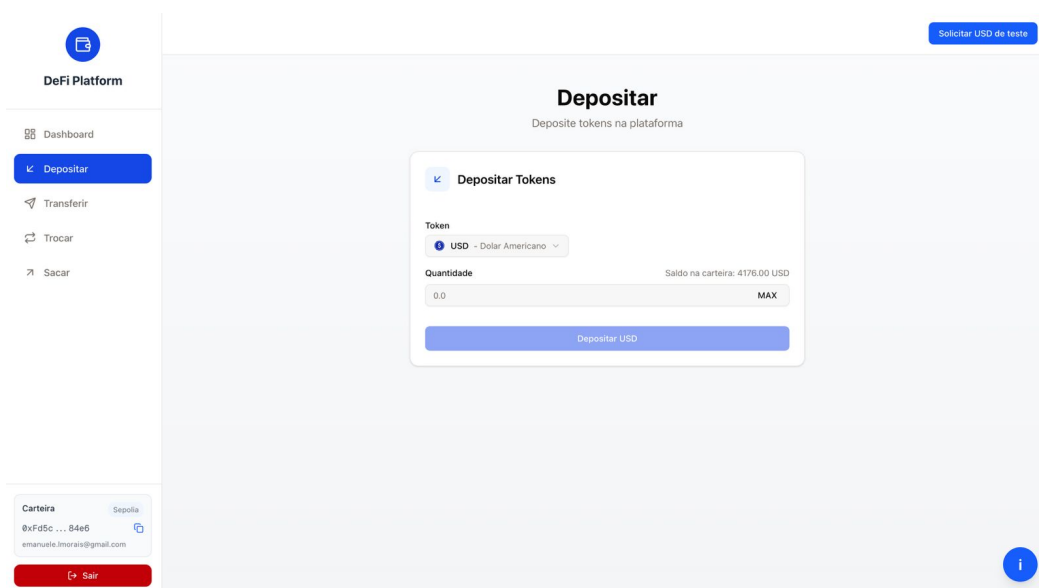 Solicitar USD de teste
DeFi Platform
Dashboard
Depositar
Transferir
Trocar
Sacar
Depositar
Deposite tokens na plataforma
Depositar Tokens
Token
USD - Dolar Americano
Quantidade Saldo na carteira: 4176.00 USD
0.0 MAX
Depositar USD
Carteira Sepolia
0xFd5c ... 84e6
emanuele.lmorais@gmail.com
Sair
i